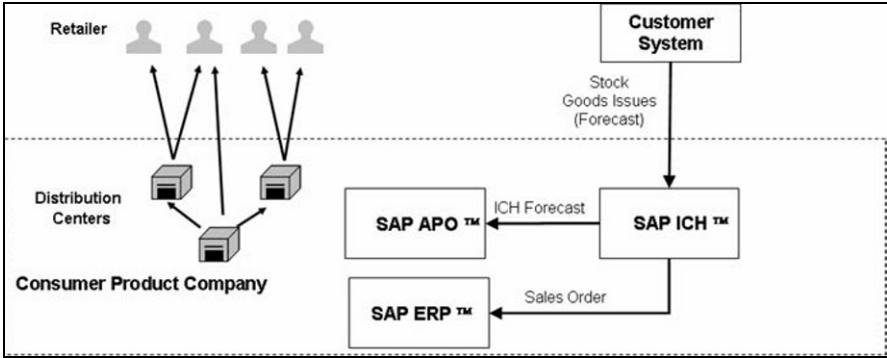 Retailer
Customer
System
Stock
Goods Issues
(Forecast)
Distribution
Centers
SAP APO ™
ICH Forecast
SAP ICH ™
Consumer Product Company
SAP ERP ™
Sales Order